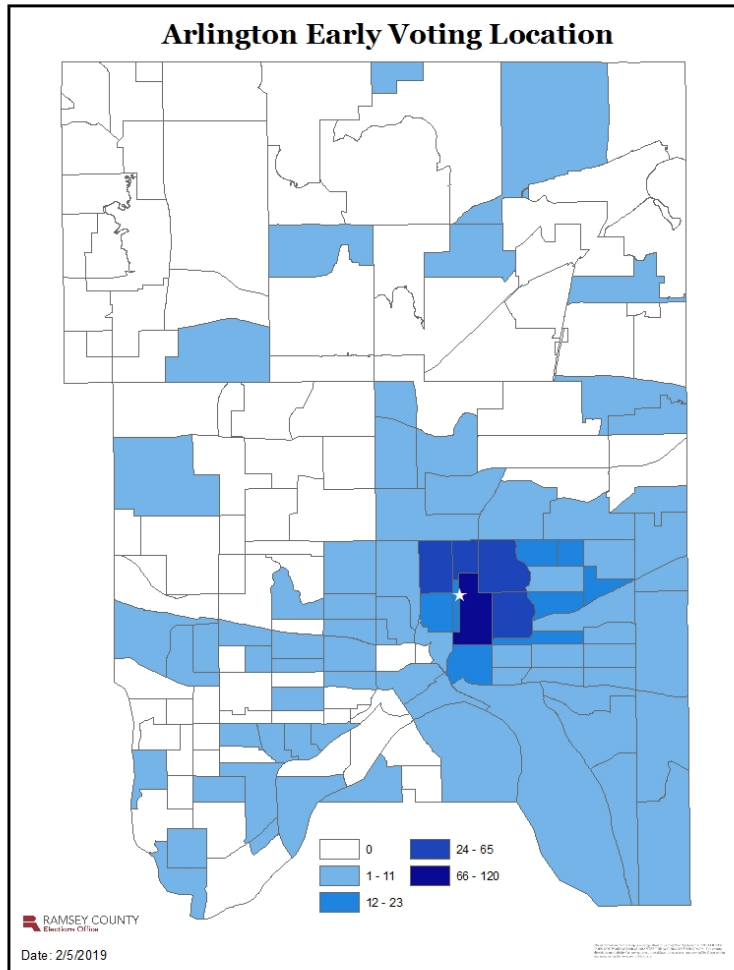 Arlington Early Voting Location
0
1 - 11
12 - 23
24 - 65
66 - 120
RAMSEY COUNTY
Elections Office
Date: 2/5/2019